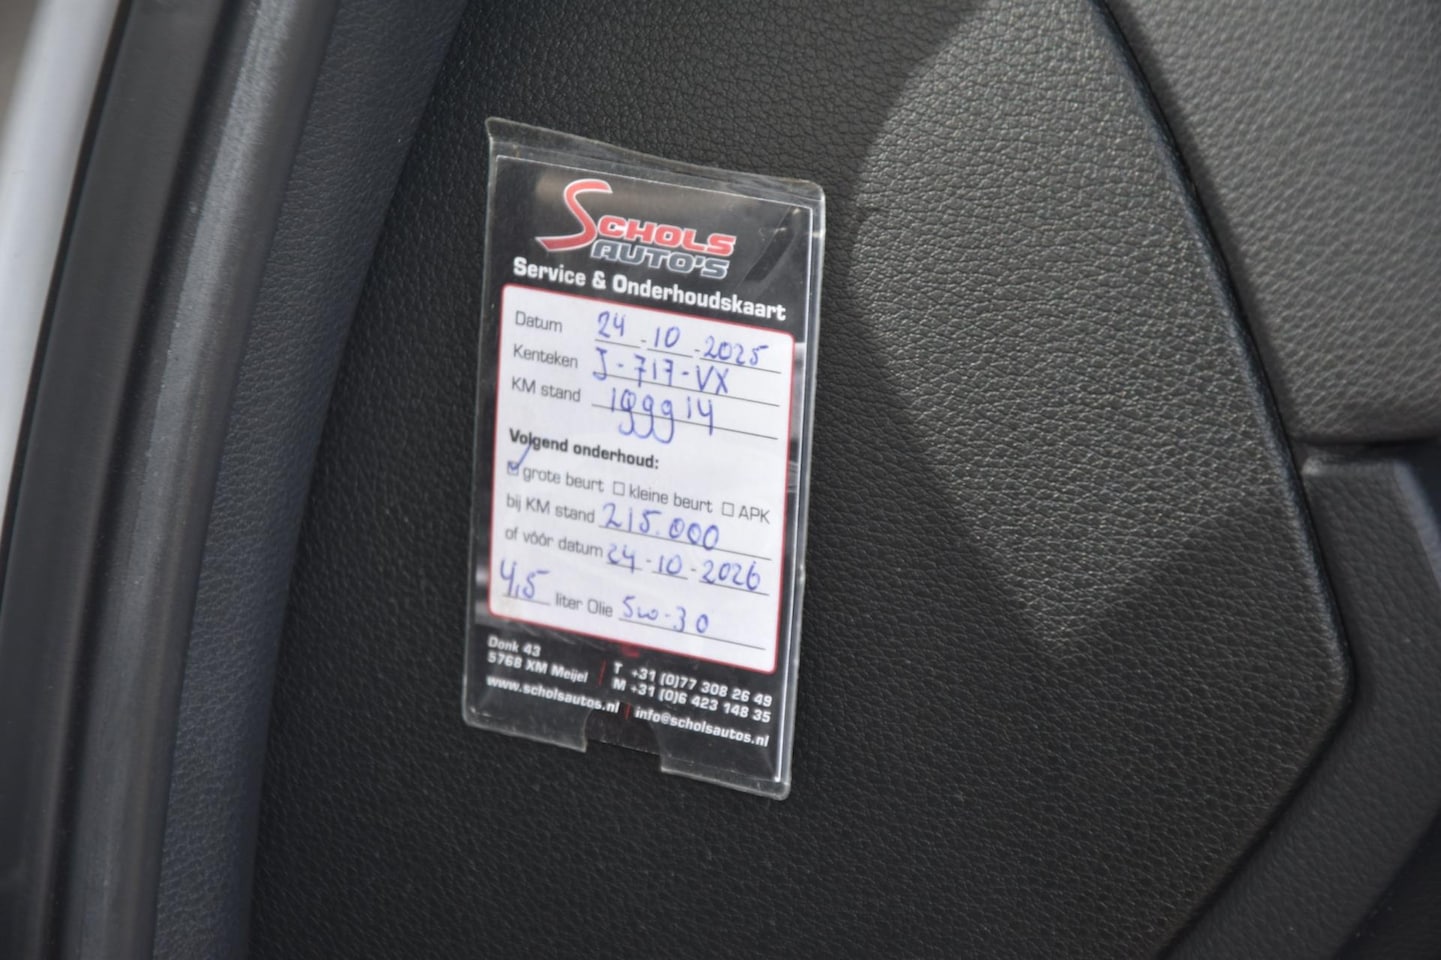 SCHOLS
AUTO'S
Service & Onderhoudskaart
Datum 24 - 10 - 2025
Kenteken J-717-VX
KM stand 199914
Volgend onderhoud:
☑ grote beurt ☐ kleine beurt ☐ APK
bij KM stand 215.000
of vóór datum 24-10-2026
4,5 liter Olie 5w-30
Donk 43
5768 XM Meijel
T +31 (0)77 308 26 49
M +31 (0)6 423 148 35
www.scholsautos.nl | info@scholsautos.nl